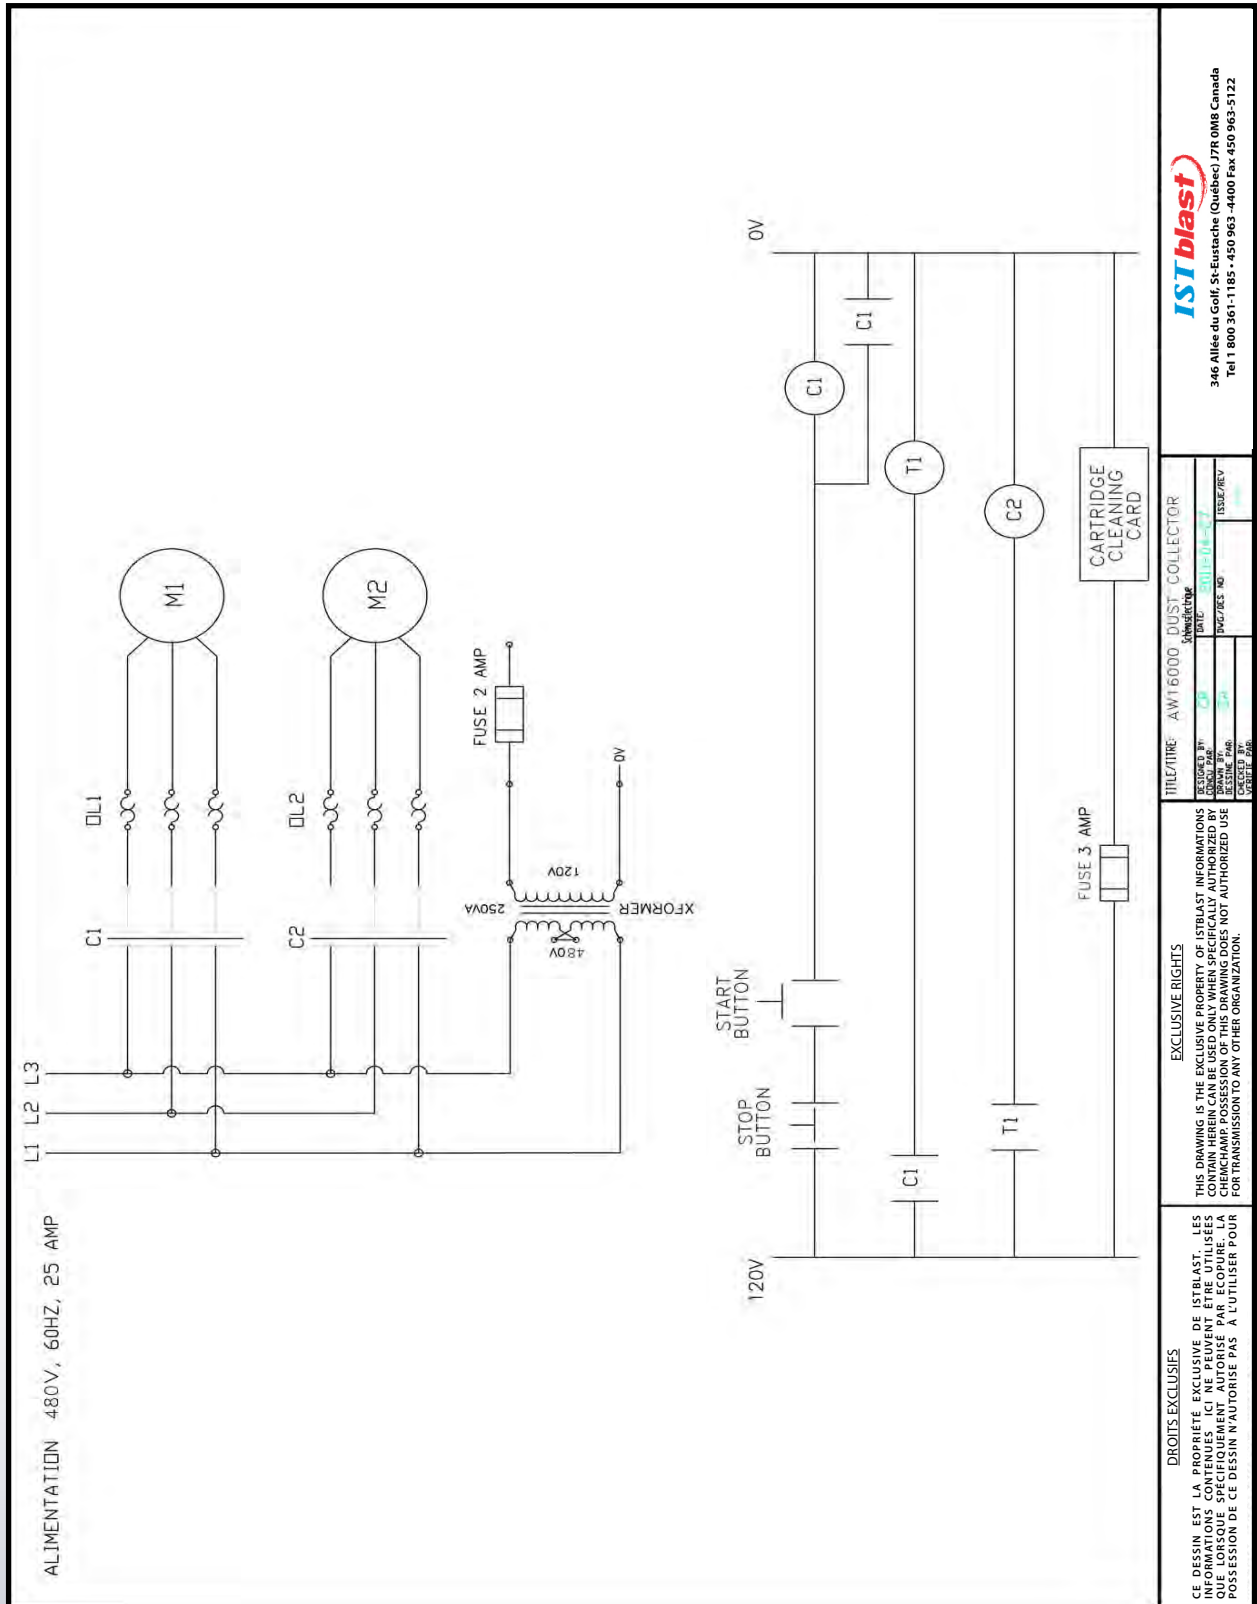 ALIMENTATION 480V, 60HZ, 25 AMP
L1 L2 L3
C1
OL1
M1
C2
OL2
M2
480V
250VA
120V
XFORMER
FUSE 2 AMP
0V
120V
0V
STOP
BUTTON
START
BUTTON
C1
C1
C1
T1
T1
C2
FUSE 3 AMP
CARTRIDGE
CLEANING
CARD
DROITS EXCLUSIFS
CE DESSIN EST LA PROPRIÉTÉ EXCLUSIVE DE ISTBLAST. LES
INFORMATIONS CONTENUES ICI NE PEUVENT ÊTRE UTILISÉES
QUE LORSQUE SPÉCIFIQUEMENT AUTORISÉ PAR ECOPURE. LA
POSSESSION DE CE DESSIN N'AUTORISE PAS À L'UTILISER POUR
EXCLUSIVE RIGHTS
THIS DRAWING IS THE EXCLUSIVE PROPERTY OF ISTBLAST INFORMATIONS
CONTAIN HEREIN CAN BE USED ONLY WHEN SPECIFICALLY AUTHORIZED BY
CHEMCHAMP. POSSESSION OF THIS DRAWING DOES NOT AUTHORIZED USE
FOR TRANSMISSION TO ANY OTHER ORGANIZATION.
TITLE/TITRE: AW16000 DUST COLLECTOR
Schéma électrique
DESIGNED BY:
CONCU PAR:
DATE:
DRAWN BY:
DESSINE PAR:
DWG./DES. NO:
ISSUE/REV
CHECKED BY:
VERIFIE PAR:
IST blast
346 Allée du Golf, St-Eustache (Québec) J7R 0M8 Canada
Tel 1 800 361-1185 • 450 963-4400 Fax 450 963-5122